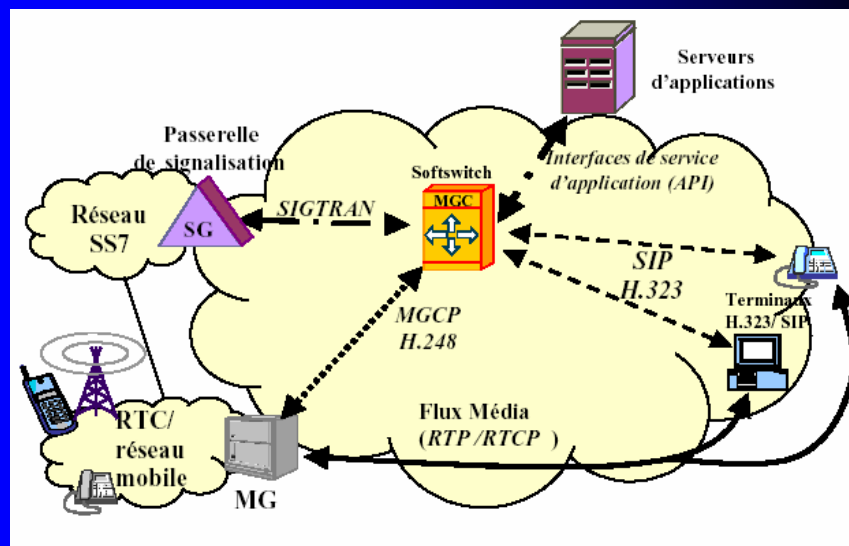 Serveurs
d'applications
Passerelle
de signalisation
Softswitch
Interfaces de service
d'application (API)
MGC
SIGTRAN
Réseau
SS7
SG
SIP
H.323
Terminaux
H.323/ SIP
MGCP
H.248
RTC/
réseau
mobile
Flux Média
(RTP /RTCP )
MG